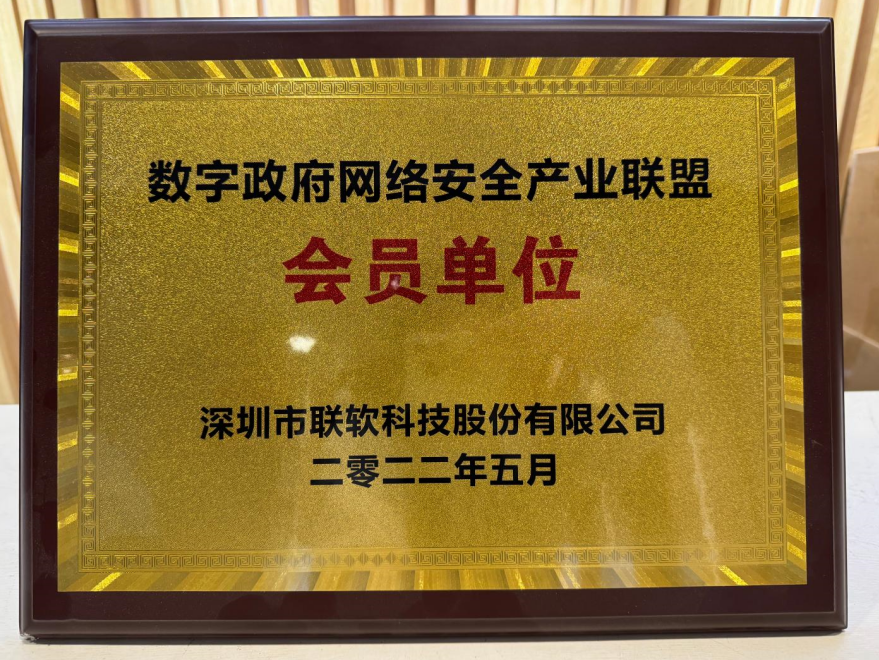 数字政府网络安全产业联盟
会员单位
深圳市联软科技股份有限公司
二零二二年五月